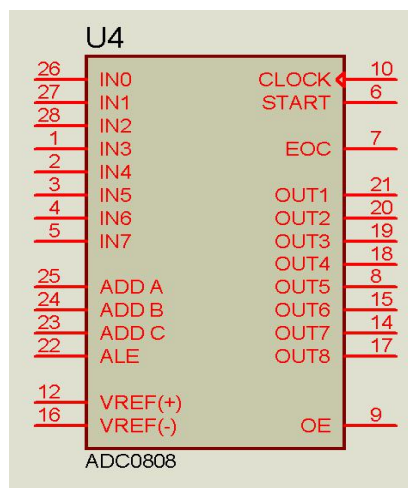 U4
26 IN0 CLOCK 10
27 IN1 START 6
28 IN2
1 IN3 EOC 7
2 IN4
3 IN5 OUT1 21
4 IN6 OUT2 20
5 IN7 OUT3 19
OUT4 18
25 ADD A OUT5 8
24 ADD B OUT6 15
23 ADD C OUT7 14
22 ALE OUT8 17
12 VREF(+)
16 VREF(-) OE 9
ADC0808